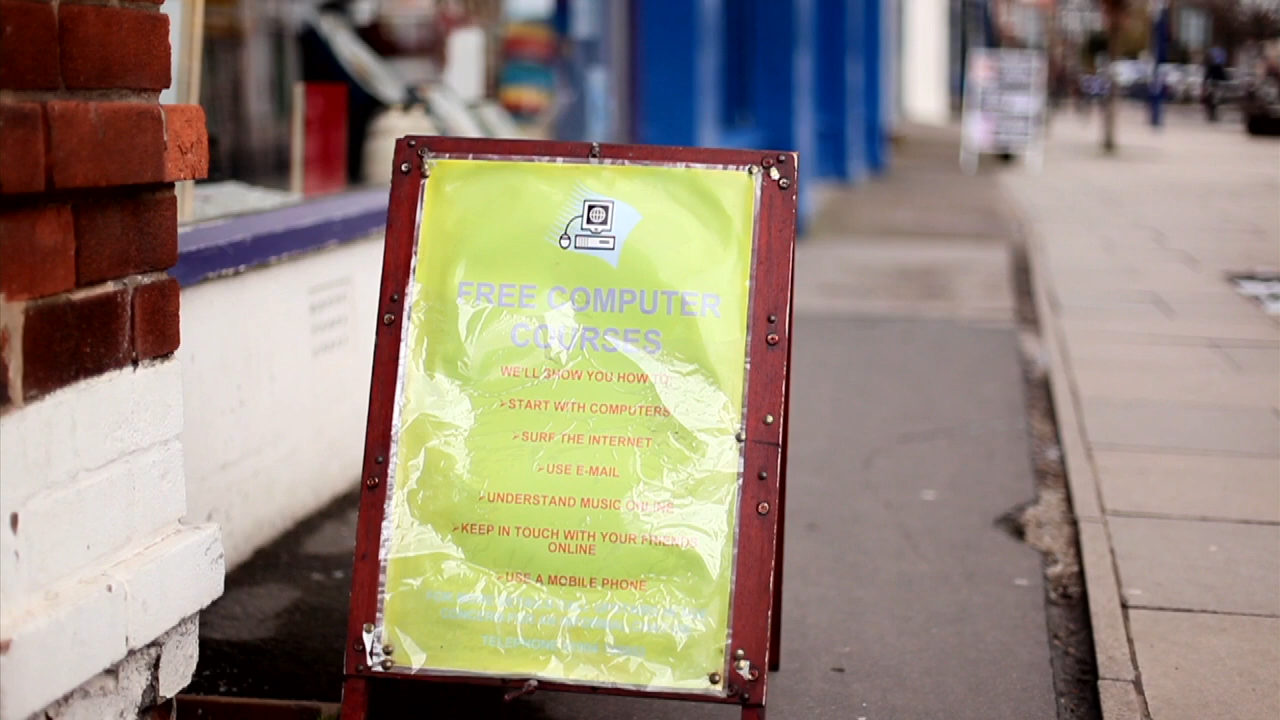 FREE COMPUTER
COURSES
WE'LL SHOW YOU HOW TO:
➢START WITH COMPUTERS
➢SURF THE INTERNET
➢USE E-MAIL
➢UNDERSTAND MUSIC ONLINE
➢KEEP IN TOUCH WITH YOUR FRIENDS
ONLINE
➢USE A MOBILE PHONE
TELEPHONE